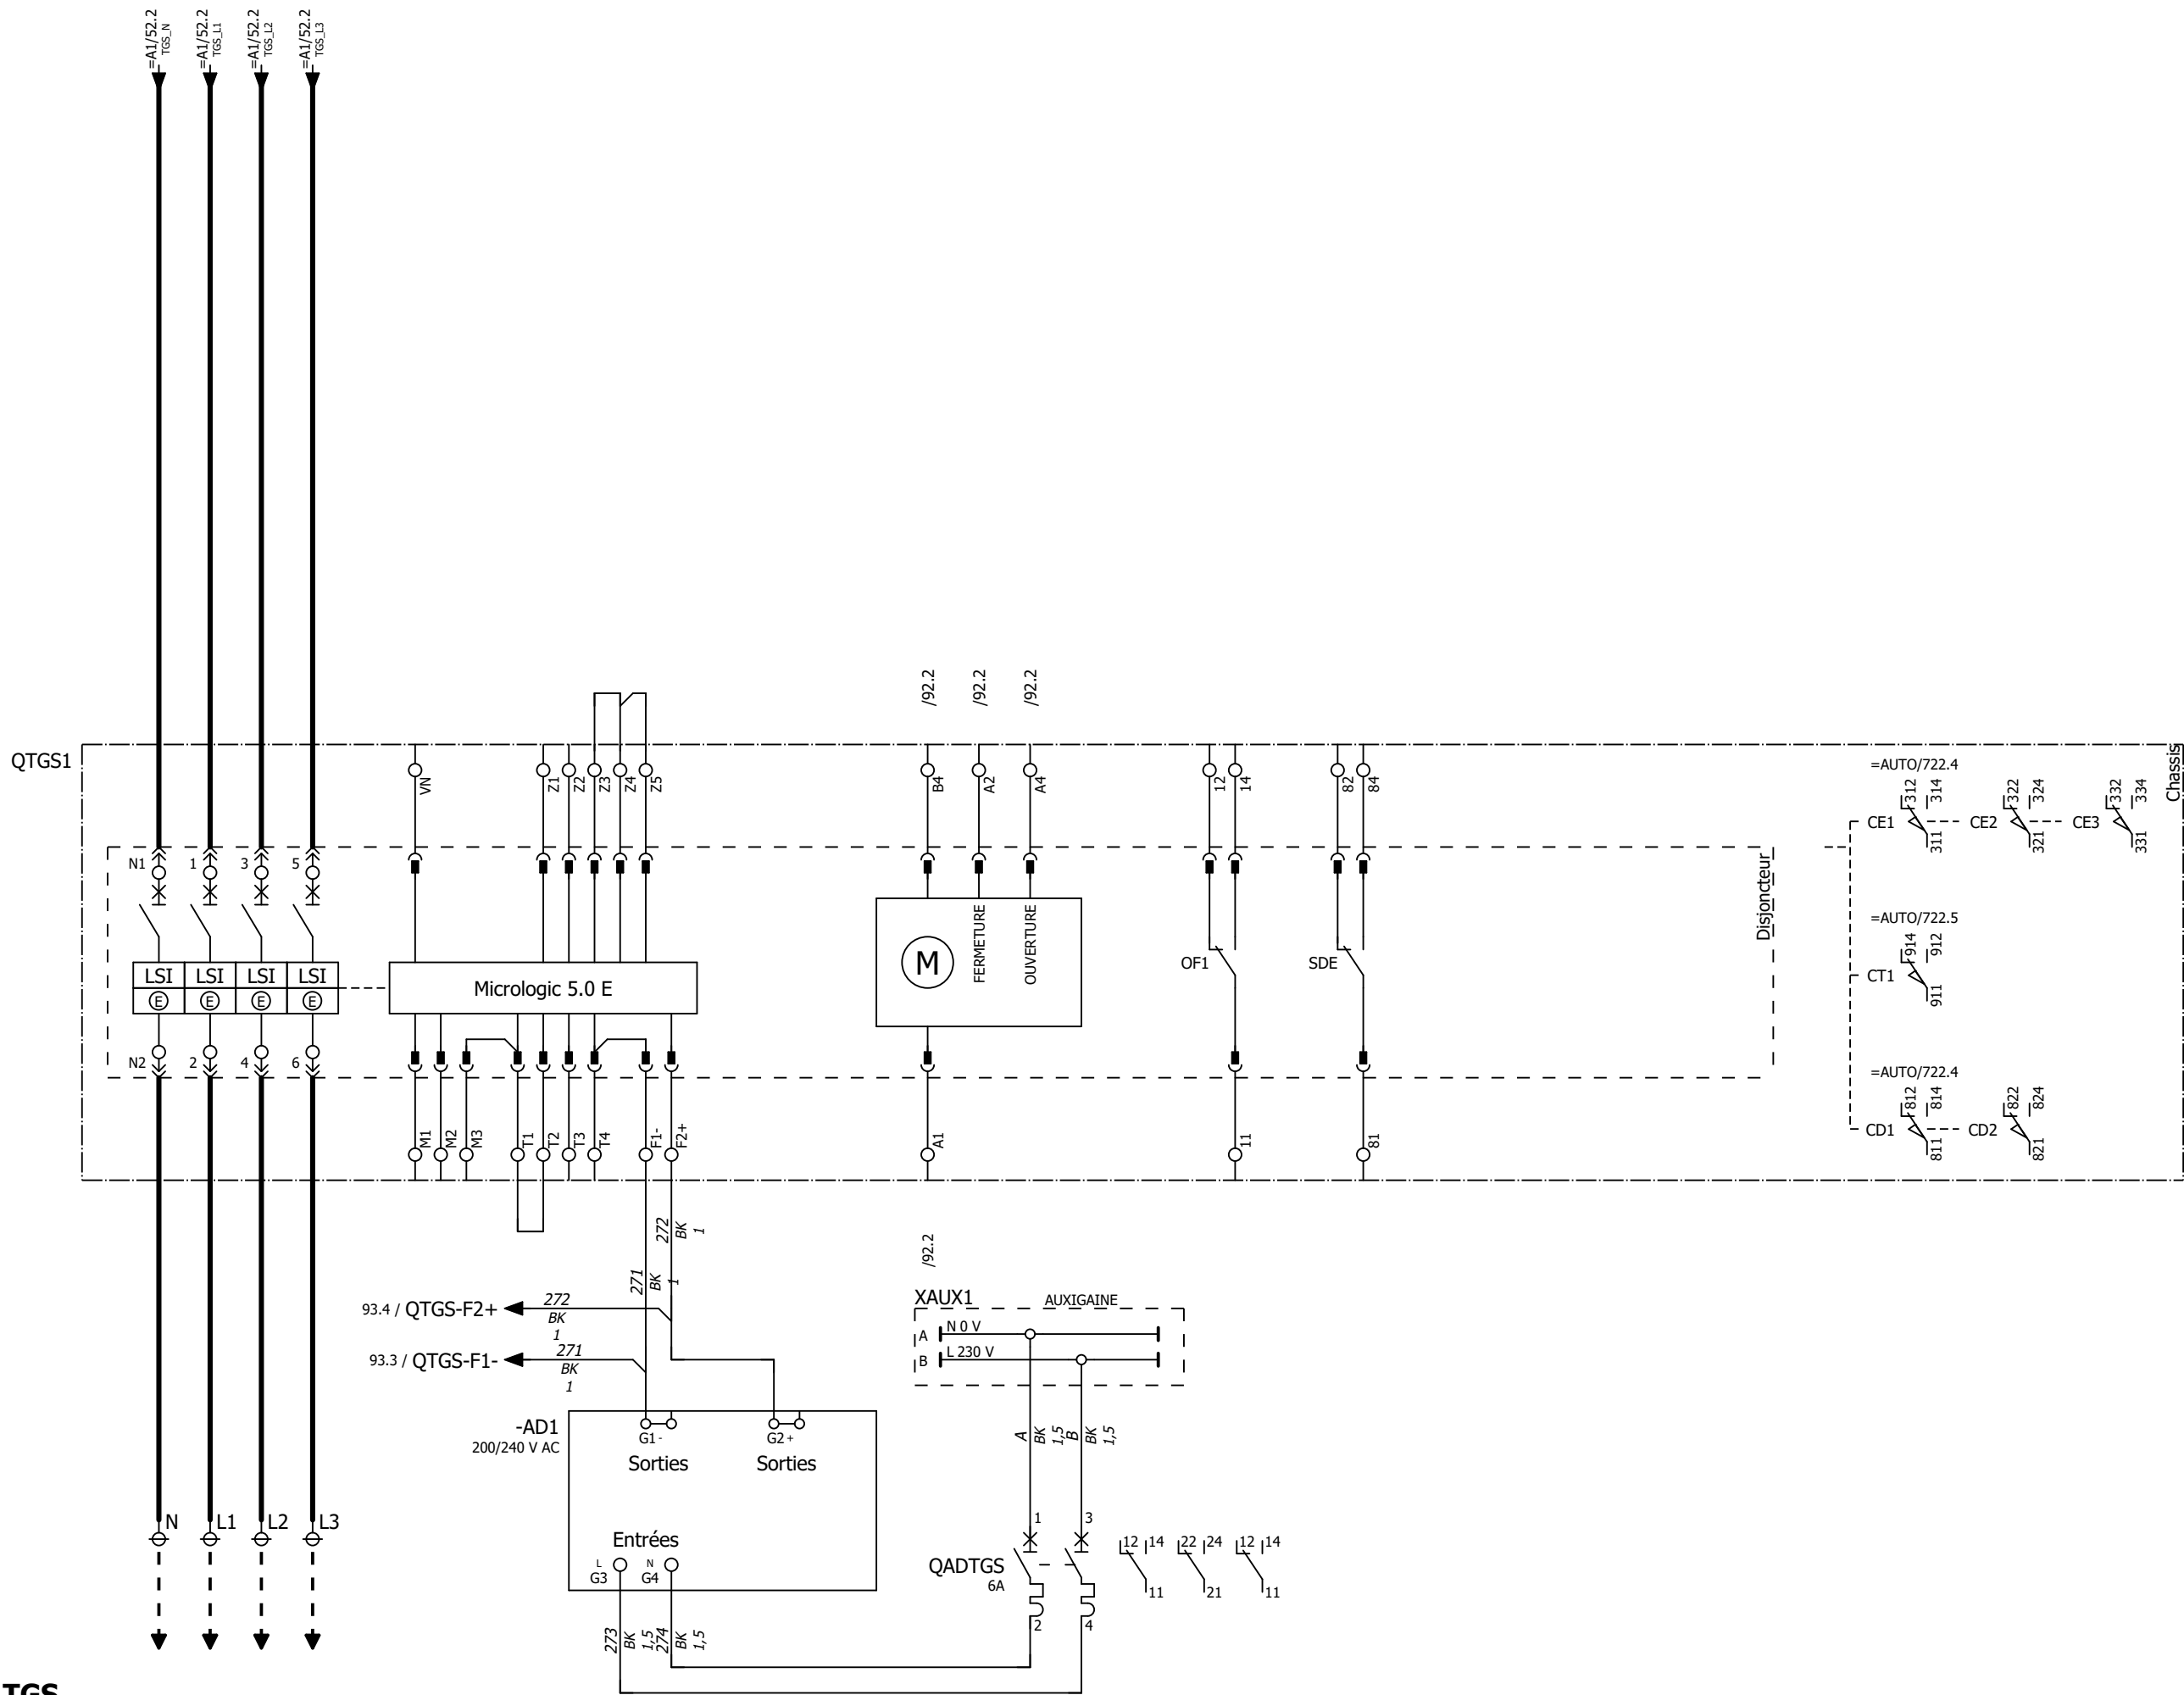 =A1/52.2
TGS_N
=A1/52.2
TGS_L1
=A1/52.2
TGS_L2
=A1/52.2
TGS_L3
/92.2
/92.2
/92.2
QTGS1
Chassis
VN
Z1
Z2
Z3
Z4
Z5
B4
A2
A4
12
14
82
84
=AUTO/722.4
312
314
322
324
332
334
CE1
CE2
CE3
311
321
331
N1
1
3
5
Disjoncteur
FERMETURE
OUVERTURE
M
OF1
SDE
=AUTO/722.5
914
912
CT1
911
LSI
LSI
LSI
LSI
E
E
E
E
Micrologic 5.0 E
N2
2
4
6
=AUTO/722.4
812
814
822
824
CD1
CD2
811
821
M1
M2
M3
T1
T2
T3
T4
F1-
F2+
A1
11
81
272
BK
1
271
BK
1
/92.2
93.4 / QTGS-F2+
272
BK
1
93.3 / QTGS-F1-
271
BK
1
XAUX1
AUXIGAINE
A
N 0 V
B
L 230 V
-AD1
200/240 V AC
G1 -
G2 +
Sorties
Sorties
A
BK
1,5
B
BK
1,5
N
L1
L2
L3
Entrées
L
G3
N
G4
1
3
QADTGS
6A
2
4
12
14
11
22
24
21
12
14
11
273
BK
1,5
274
BK
1,5
TGS